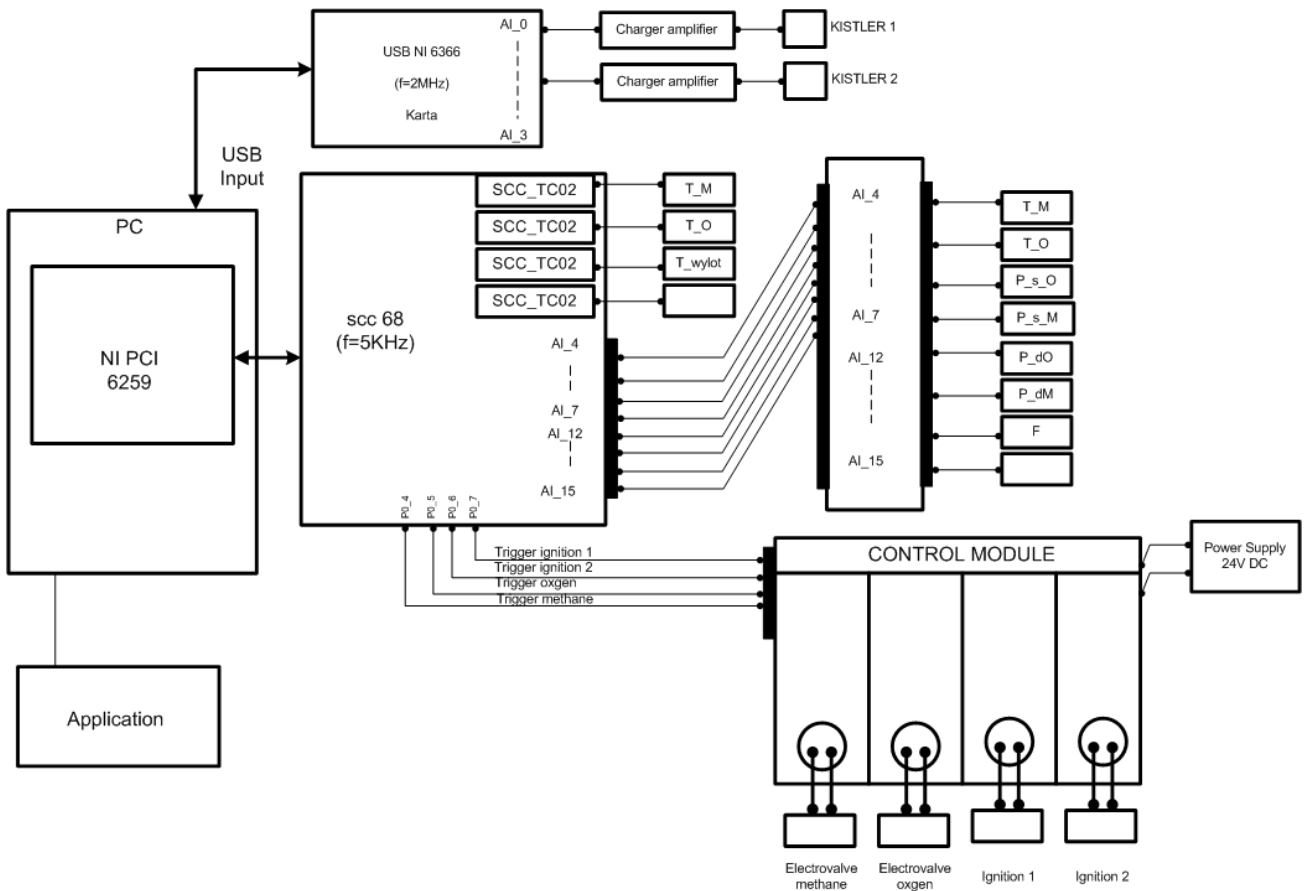 USB NI 6366
(f=2MHz)
Karta
AI_0
AI_3
Charger amplifier
KISTLER 1
Charger amplifier
KISTLER 2
USB
Input
PC
NI PCI
6259
scc 68
(f=5KHz)
SCC_TC02
T_M
SCC_TC02
T_O
SCC_TC02
T_wylot
SCC_TC02
AI_4
AI_7
AI_12
AI_15
P0_4
P0_5
P0_6
P0_7
AI_4
AI_7
AI_12
AI_15
T_M
T_O
P_s_O
P_s_M
P_dO
P_dM
F
Trigger ignition 1
Trigger ignition 2
Trigger oxgen
Trigger methane
CONTROL MODULE
Power Supply
24V DC
Application
Electrovalve
methane
Electrovalve
oxgen
Ignition 1
Ignition 2